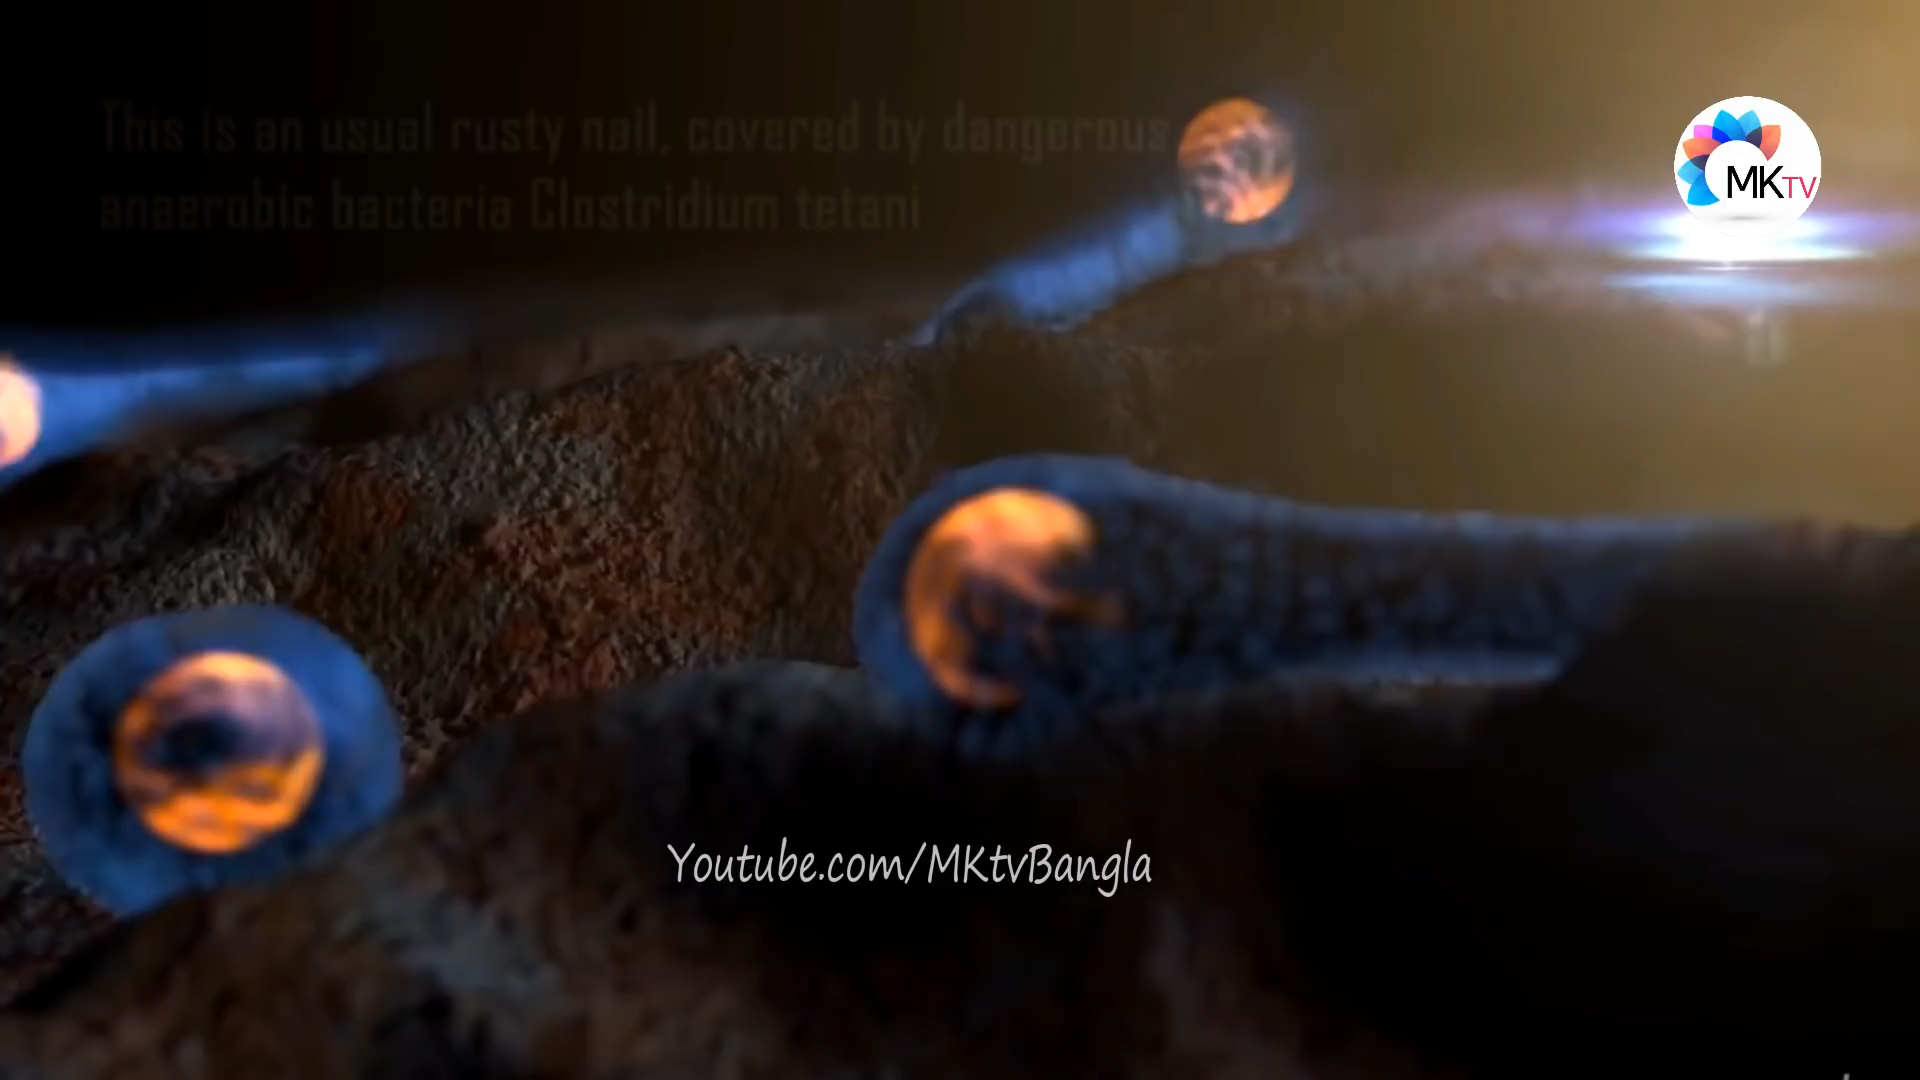 This is an usual rusty nail, covered by dangerous
anaerobic bacteria Clostridium tetani
MKTV
Youtube.com/MKtvBangla